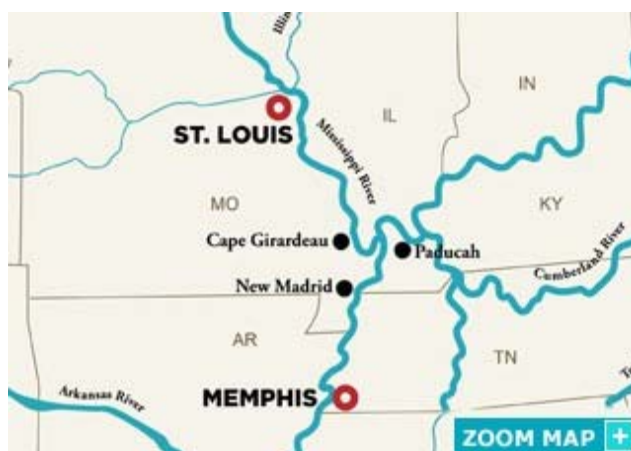 Illin
IN
IL
ST. LOUIS
Mississippi River
MO
KY
Cape Girardeau
Paducah
Cumberland River
New Madrid
AR
TN
Arkansas River
MEMPHIS
ZOOM MAP +